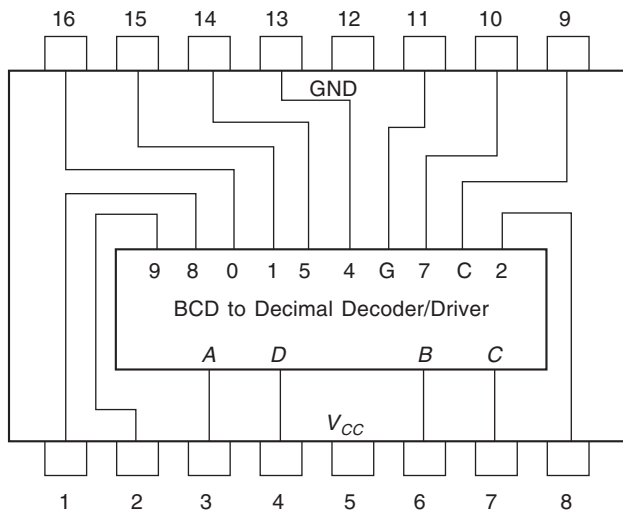 16 15 14 13 12 11 10 9
GND
9 8 0 1 5 4 G 7 C 2
BCD to Decimal Decoder/Driver
A D B C
VCC
1 2 3 4 5 6 7 8